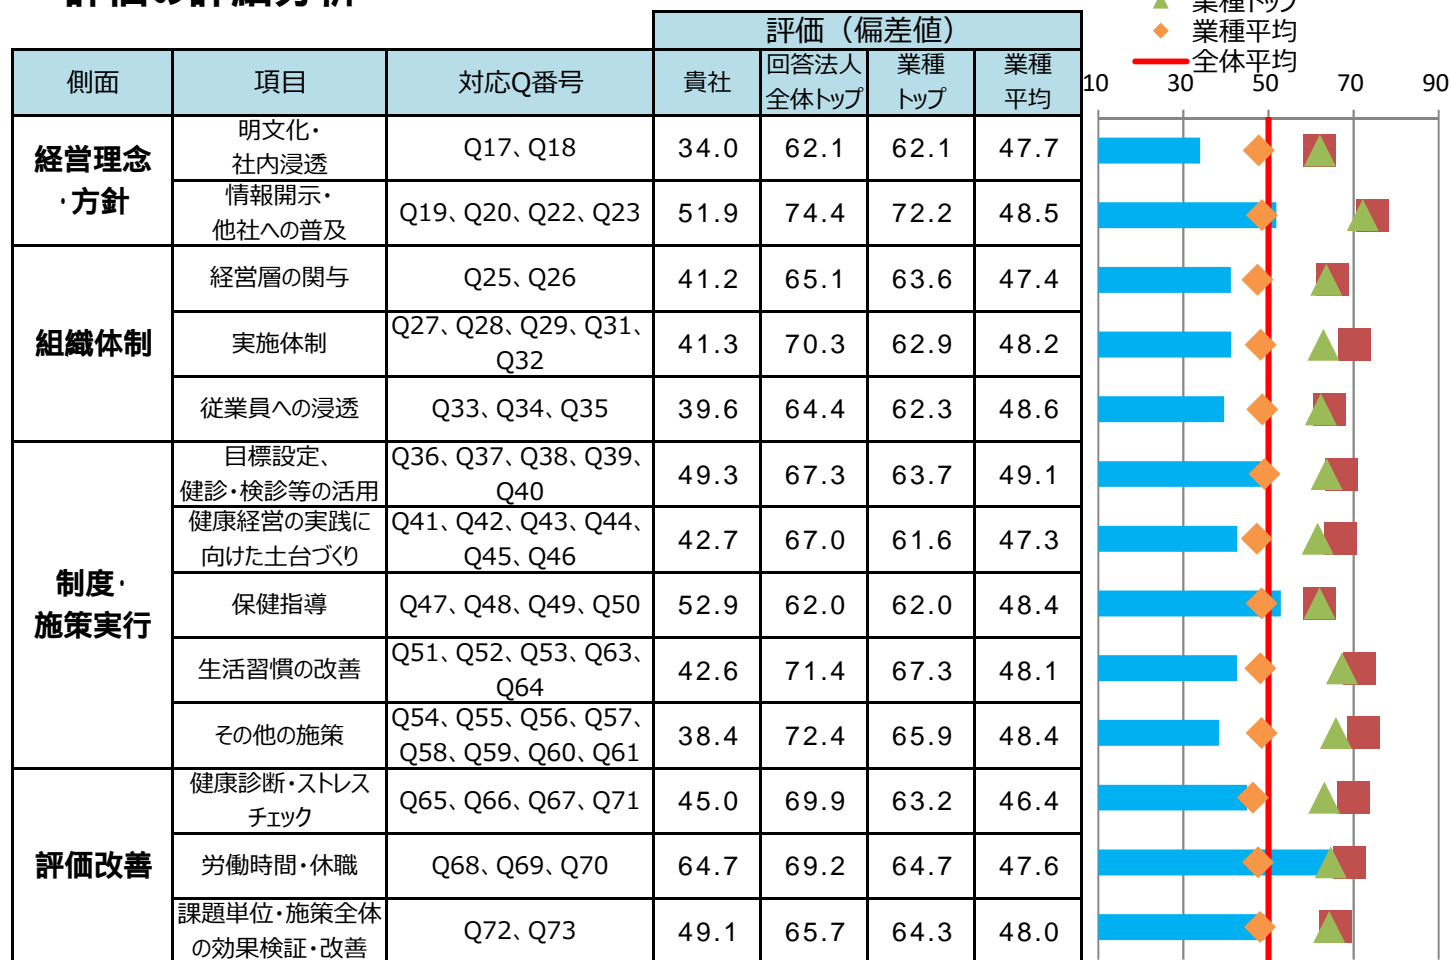 評価の詳細分析
業種トップ
業種平均
全体平均
評価（偏差値）
側面 項目 対応Q番号 貴社 回答法人 業種 業種
全体トップ トップ 平均
10 30 50 70 90
経営理念
・方針
明文化・
社内浸透
Q17、Q18 34.0 62.1 62.1 47.7
情報開示・
他社への普及
Q19、Q20、Q22、Q23 51.9 74.4 72.2 48.5
組織体制
経営層の関与 Q25、Q26 41.2 65.1 63.6 47.4
実施体制
Q27、Q28、Q29、Q31、
Q32
41.3 70.3 62.9 48.2
従業員への浸透 Q33、Q34、Q35 39.6 64.4 62.3 48.6
制度・
施策実行
目標設定、
健診・検診等の活用
Q36、Q37、Q38、Q39、
Q40
49.3 67.3 63.7 49.1
健康経営の実践に
向けた土台づくり
Q41、Q42、Q43、Q44、
Q45、Q46
42.7 67.0 61.6 47.3
保健指導 Q47、Q48、Q49、Q50 52.9 62.0 62.0 48.4
生活習慣の改善
Q51、Q52、Q53、Q63、
Q64
42.6 71.4 67.3 48.1
その他の施策
Q54、Q55、Q56、Q57、
Q58、Q59、Q60、Q61
38.4 72.4 65.9 48.4
評価改善
健康診断・ストレス
チェック
Q65、Q66、Q67、Q71 45.0 69.9 63.2 46.4
労働時間・休職 Q68、Q69、Q70 64.7 69.2 64.7 47.6
課題単位・施策全体
の効果検証・改善
Q72、Q73 49.1 65.7 64.3 48.0